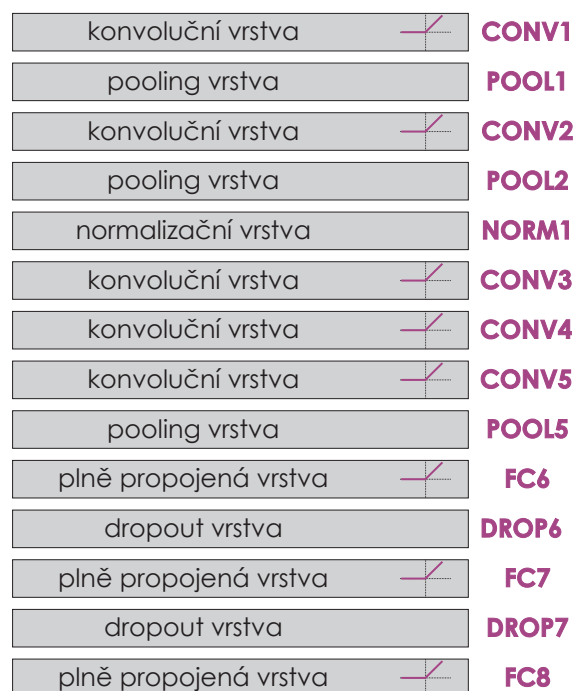 konvoluční vrstva CONV1
pooling vrstva POOL1
konvoluční vrstva CONV2
pooling vrstva POOL2
normalizační vrstva NORM1
konvoluční vrstva CONV3
konvoluční vrstva CONV4
konvoluční vrstva CONV5
pooling vrstva POOL5
plně propojená vrstva FC6
dropout vrstva DROP6
plně propojená vrstva FC7
dropout vrstva DROP7
plně propojená vrstva FC8